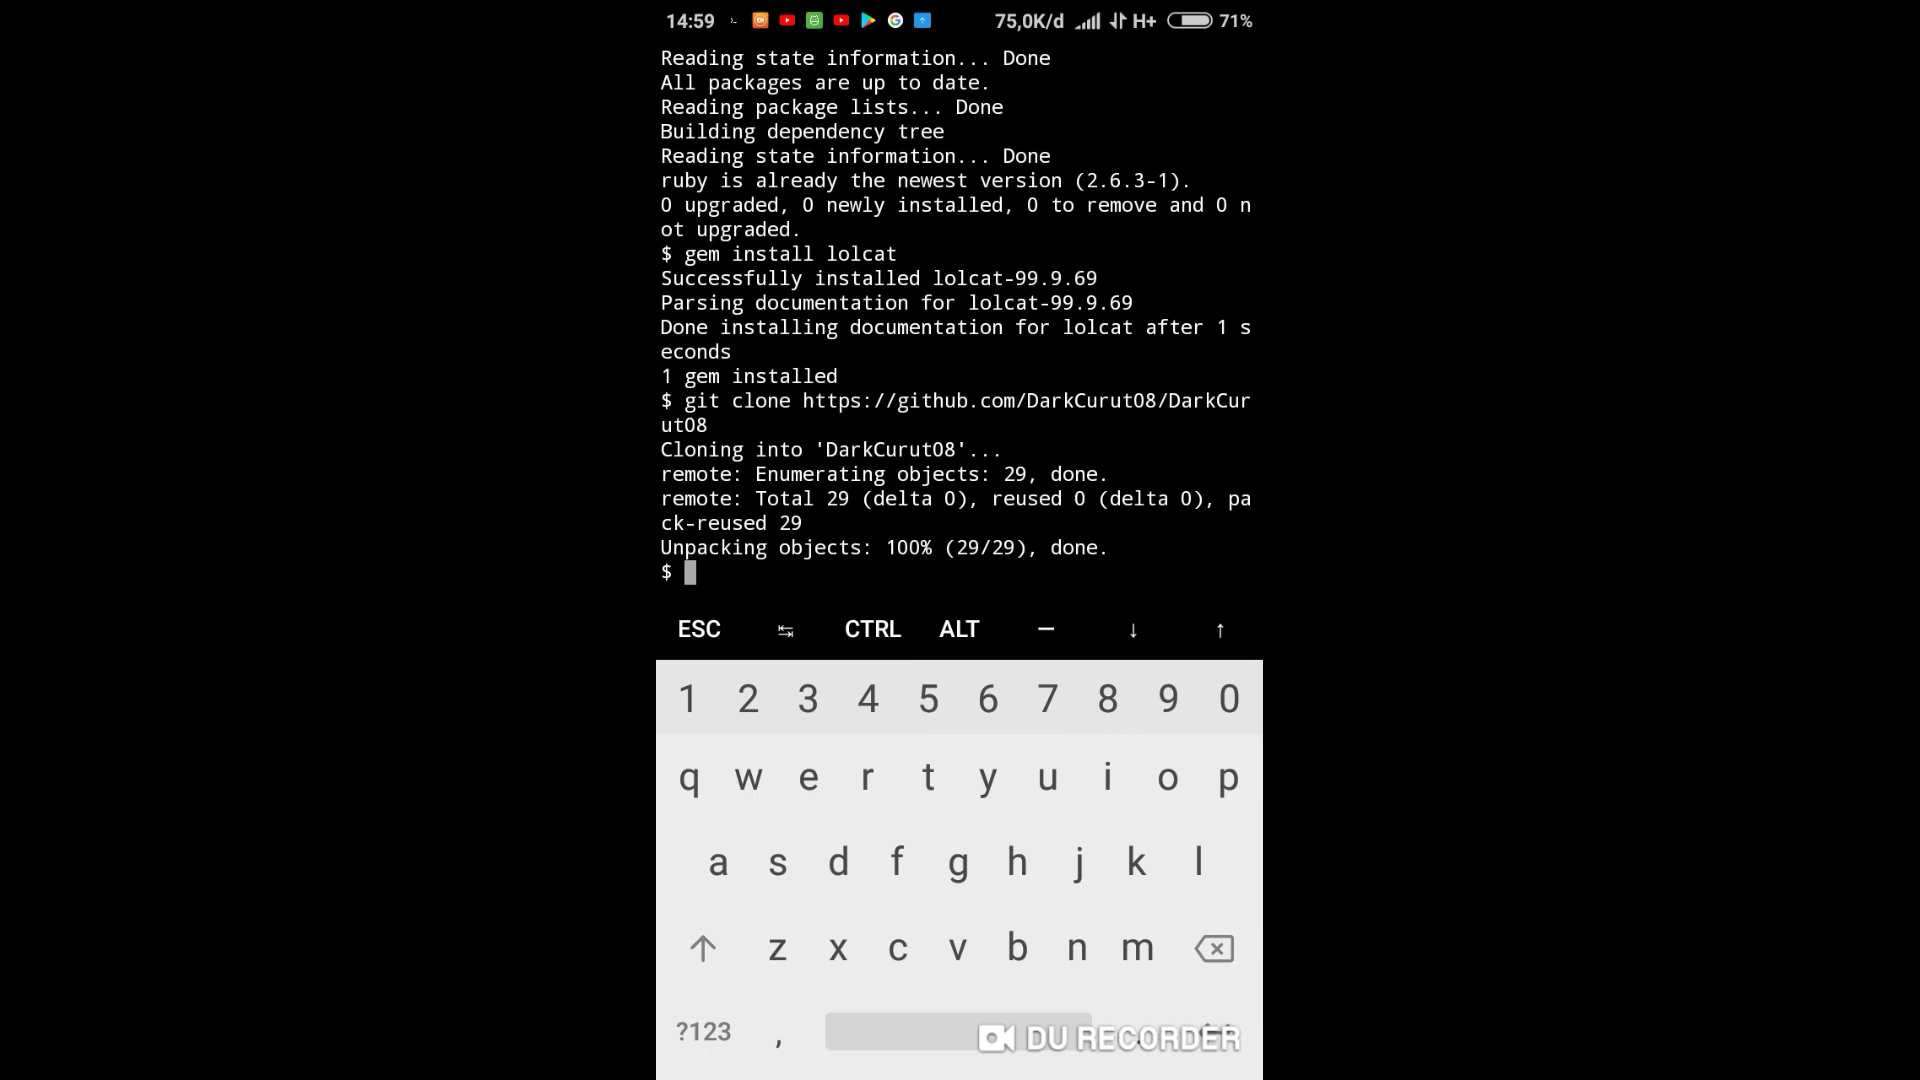 14:59 75,0K/d H+ 71%
Reading state information... Done
All packages are up to date.
Reading package lists... Done
Building dependency tree
Reading state information... Done
ruby is already the newest version (2.6.3-1).
0 upgraded, 0 newly installed, 0 to remove and 0 n
ot upgraded.
$ gem install lolcat
Successfully installed lolcat-99.9.69
Parsing documentation for lolcat-99.9.69
Done installing documentation for lolcat after 1 s
econds
1 gem installed
$ git clone https://github.com/DarkCurut08/DarkCur
ut08
Cloning into 'DarkCurut08'...
remote: Enumerating objects: 29, done.
remote: Total 29 (delta 0), reused 0 (delta 0), pa
ck-reused 29
Unpacking objects: 100% (29/29), done.
$
ESC ↹ CTRL ALT — ↓ ↑
1 2 3 4 5 6 7 8 9 0
q w e r t y u i o p
a s d f g h j k l
z x c v b n m
?123 , .
DU RECORDER